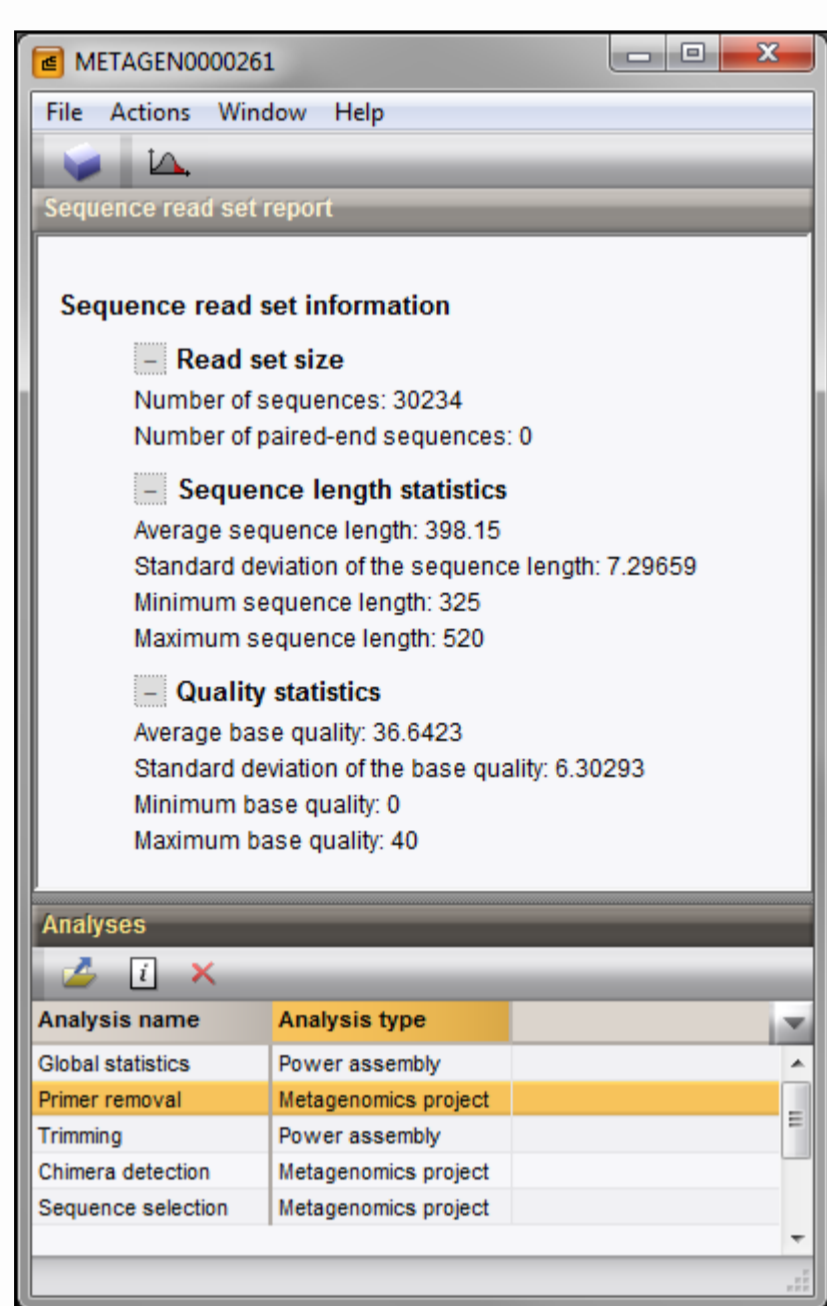 METAGEN0000261
File Actions Window Help
Sequence read set report
Sequence read set information
Read set size
Number of sequences: 30234
Number of paired-end sequences: 0
Sequence length statistics
Average sequence length: 398.15
Standard deviation of the sequence length: 7.29659
Minimum sequence length: 325
Maximum sequence length: 520
Quality statistics
Average base quality: 36.6423
Standard deviation of the base quality: 6.30293
Minimum base quality: 0
Maximum base quality: 40
Analyses
Analysis name Analysis type
Global statistics Power assembly
Primer removal Metagenomics project
Trimming Power assembly
Chimera detection Metagenomics project
Sequence selection Metagenomics project